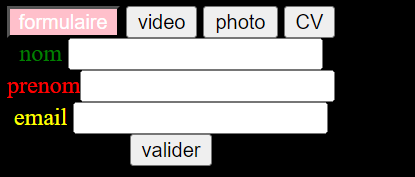 formulaire video photo CV
nom
prenom
email
valider